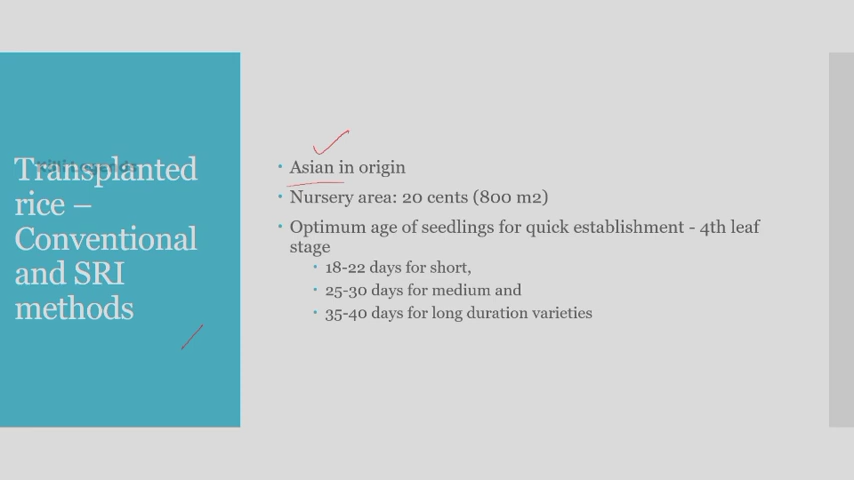 Transplanted
rice –
Conventional
and SRI
methods
• Asian in origin
• Nursery area: 20 cents (800 m2)
• Optimum age of seedlings for quick establishment - 4th leaf
stage
• 18-22 days for short,
• 25-30 days for medium and
• 35-40 days for long duration varieties